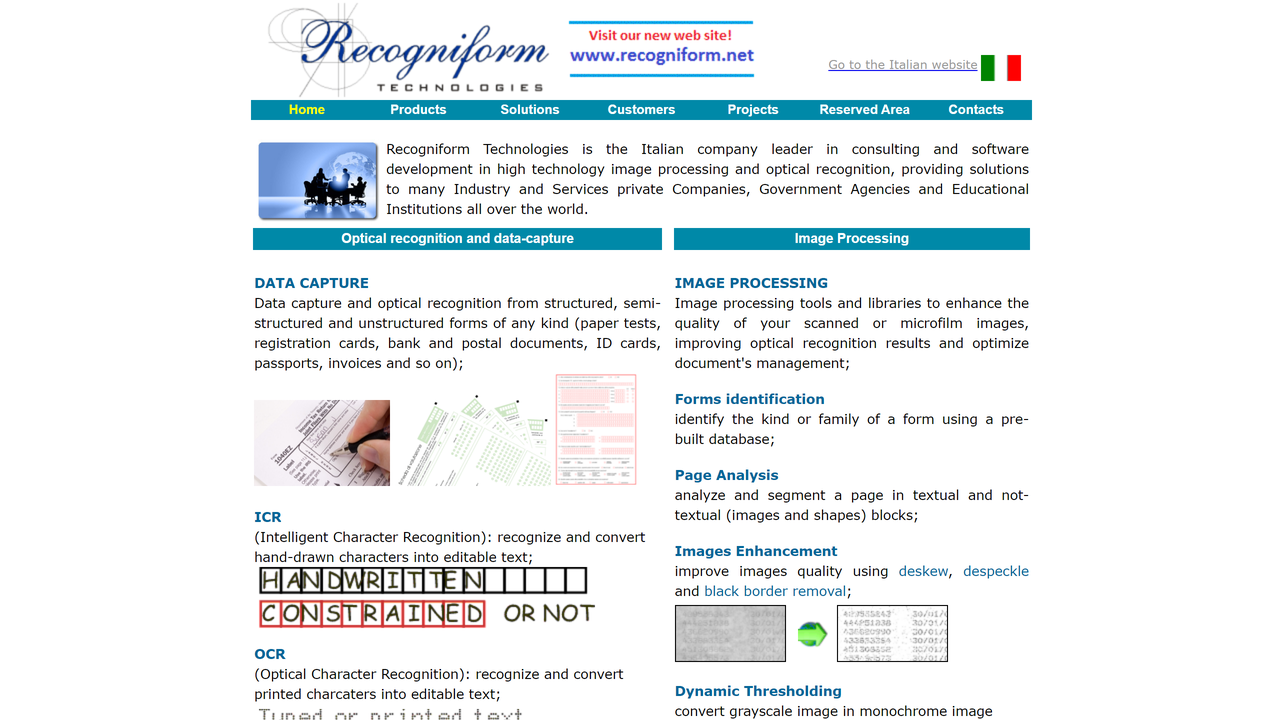 Recogniform
TECHNOLOGIES
Visit our new web site!
www.recogniform.net
Go to the Italian website
Home Products Solutions Customers Projects Reserved Area Contacts
Recogniform Technologies is the Italian company leader in consulting and software
development in high technology image processing and optical recognition, providing solutions
to many Industry and Services private Companies, Government Agencies and Educational
Institutions all over the world.
Optical recognition and data-capture
DATA CAPTURE
Data capture and optical recognition from structured, semi-
structured and unstructured forms of any kind (paper tests,
registration cards, bank and postal documents, ID cards,
passports, invoices and so on);
1040EZ
Label
ICR
(Intelligent Character Recognition): recognize and convert
hand-drawn characters into editable text;
HANDWRITTEN
CONSTRAINED OR NOT
OCR
(Optical Character Recognition): recognize and convert
printed charcaters into editable text;
Typed or printed text
Image Processing
IMAGE PROCESSING
Image processing tools and libraries to enhance the
quality of your scanned or microfilm images,
improving optical recognition results and optimize
document's management;
Forms identification
identify the kind or family of a form using a pre-
built database;
Page Analysis
analyze and segment a page in textual and not-
textual (images and shapes) blocks;
Images Enhancement
improve images quality using deskew, despeckle
and black border removal;
Dynamic Thresholding
convert grayscale image in monochrome image